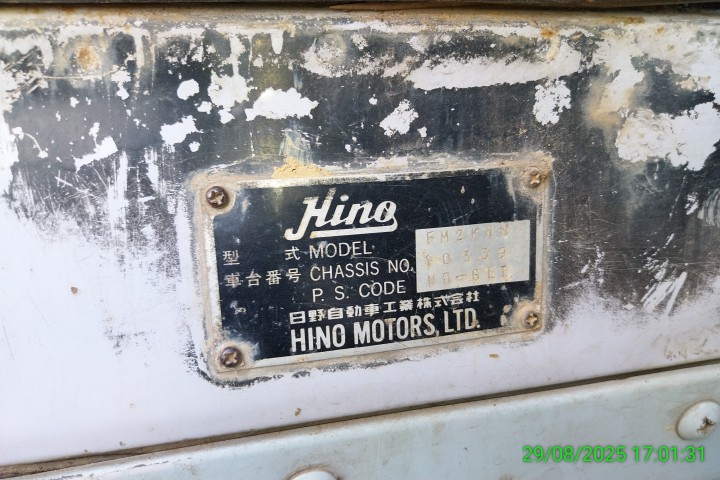 Hino
型 式 MODEL
車台番号 CHASSIS NO. 10339
P. S. CODE
日野自動車工業株式会社
HINO MOTORS, LTD.
29/08/2025 17:01:31